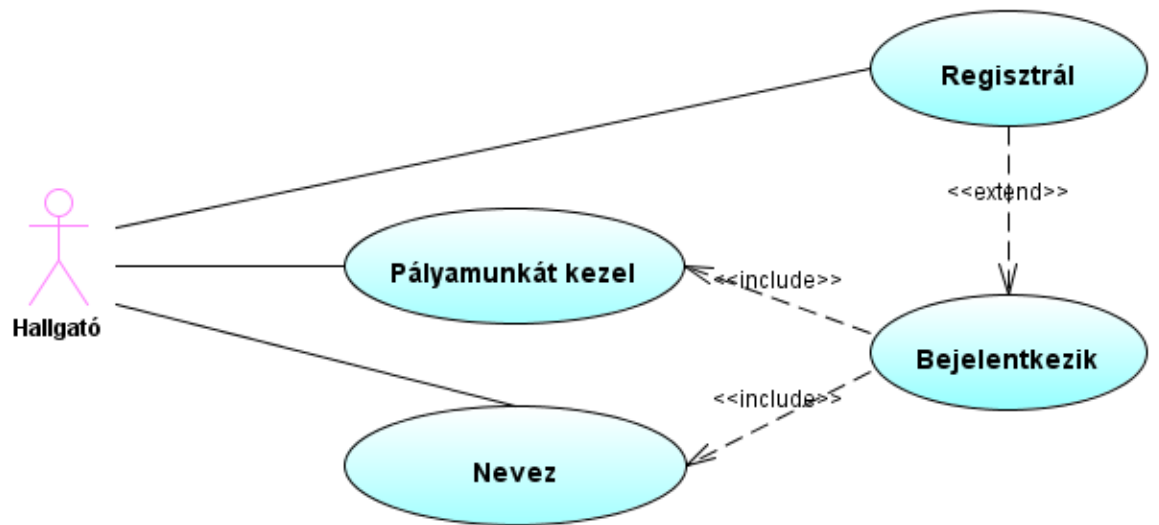 Regisztrál
<<extend>>
Pályamunkát kezel
<<include>>
Hallgató
Bejelentkezik
<<include>>
Nevez